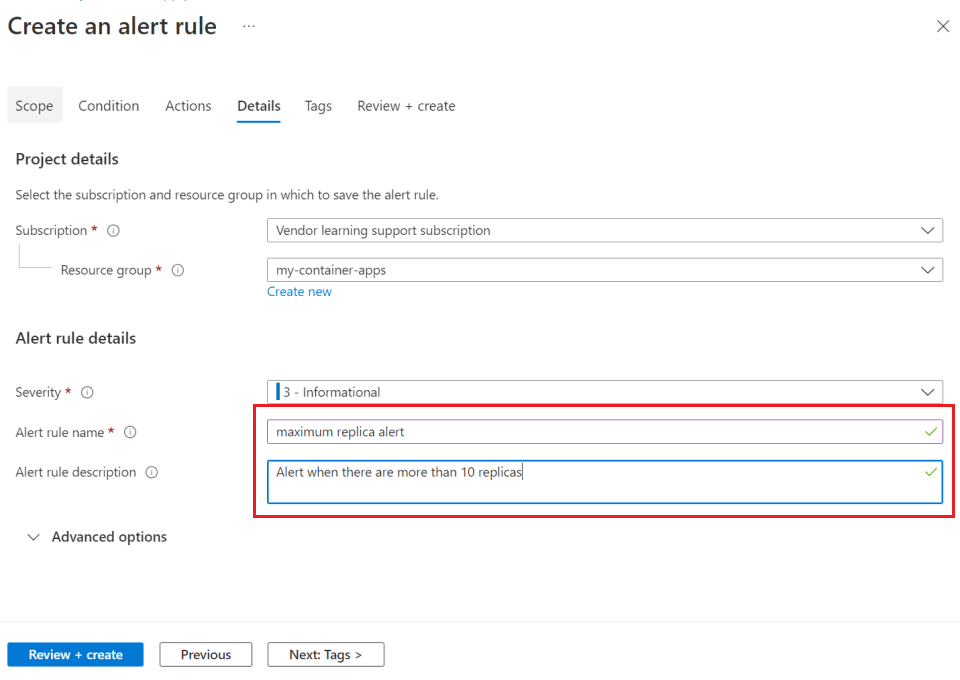 Create an alert rule ...
Scope Condition Actions Details Tags Review + create
Project details
Select the subscription and resource group in which to save the alert rule.
Subscription * Vendor learning support subscription
Resource group * my-container-apps
Create new
Alert rule details
Severity * 3 - Informational
Alert rule name * maximum replica alert
Alert rule description Alert when there are more than 10 replicas
Advanced options
Review + create Previous Next: Tags >